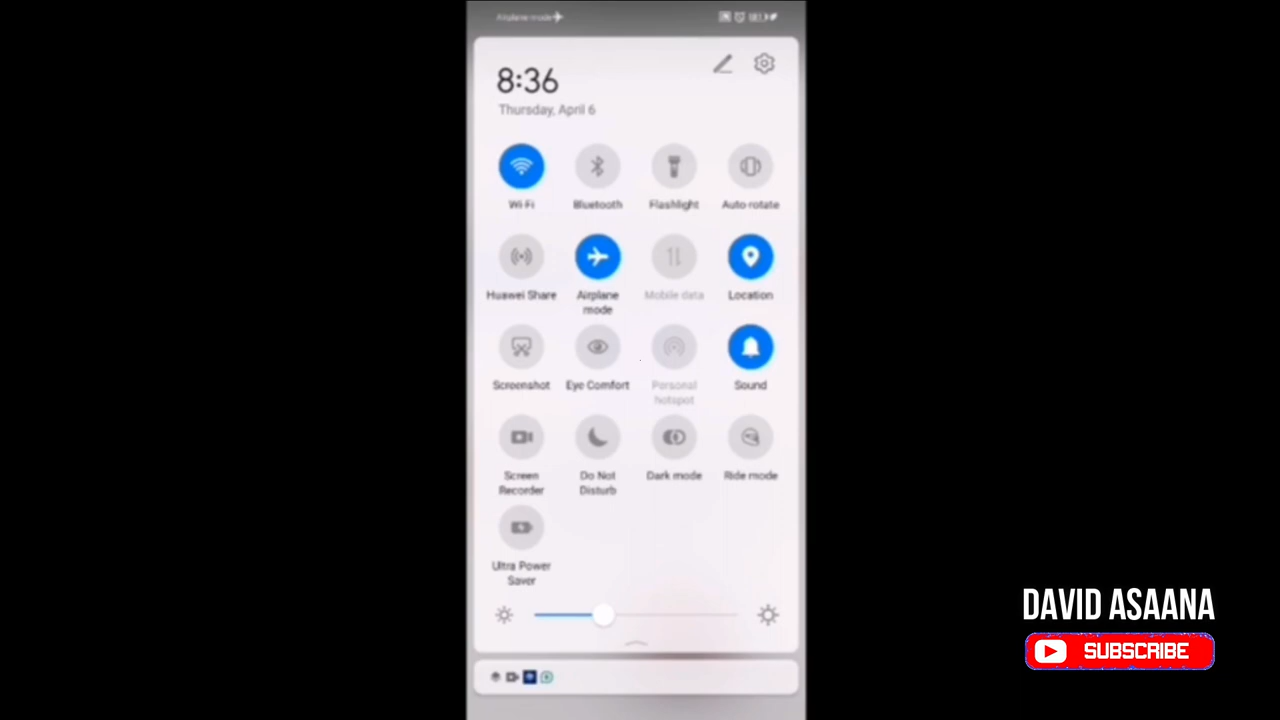 Airplane mode
8:36
Thursday, April 6
Wi-Fi Bluetooth Flashlight Auto-rotate
Huawei Share Airplane mode Mobile data Location
Screenshot Eye Comfort Personal hotspot Sound
Screen Recorder Do Not Disturb Dark mode Ride mode
Ultra Power Saver
DAVID ASAANA
SUBSCRIBE